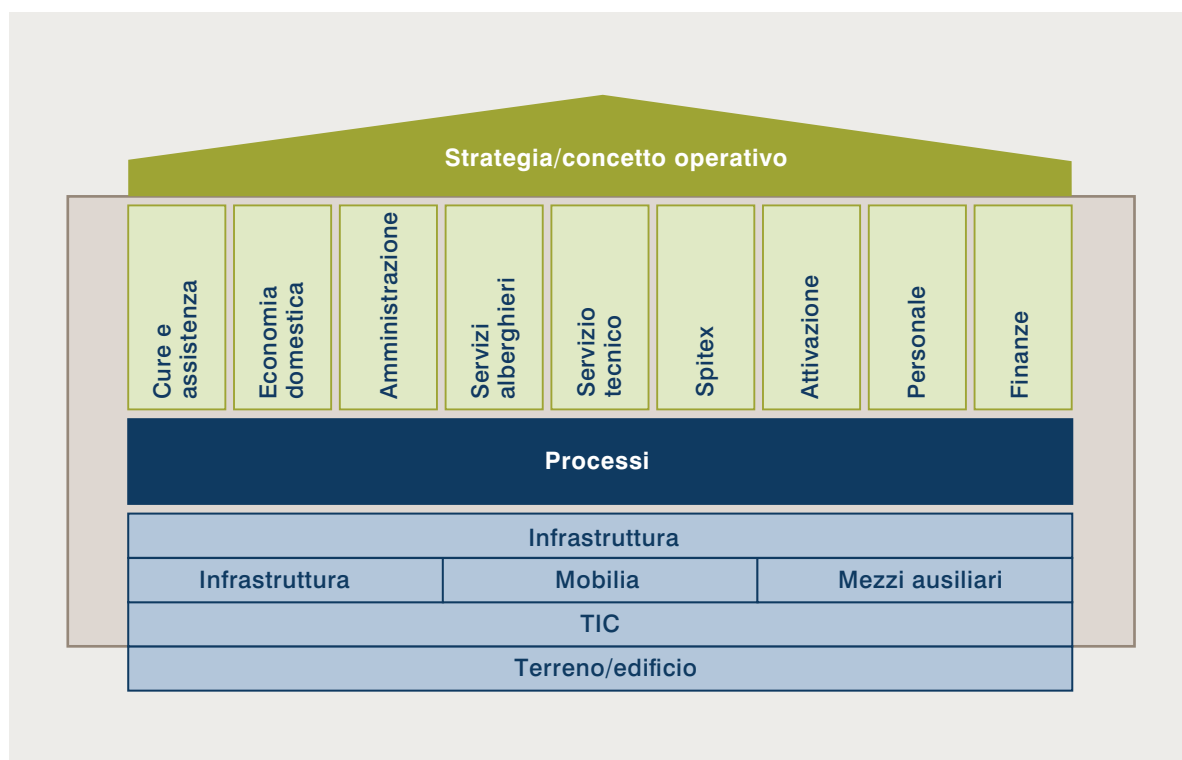 Strategia/concetto operativo
Cure e
assistenza
Economia
domestica
Amministrazione
Servizi
alberghieri
Servizio
tecnico
Spitex
Attivazione
Personale
Finanze
Processi
Infrastruttura
Infrastruttura
Mobilia
Mezzi ausiliari
TIC
Terreno/edificio